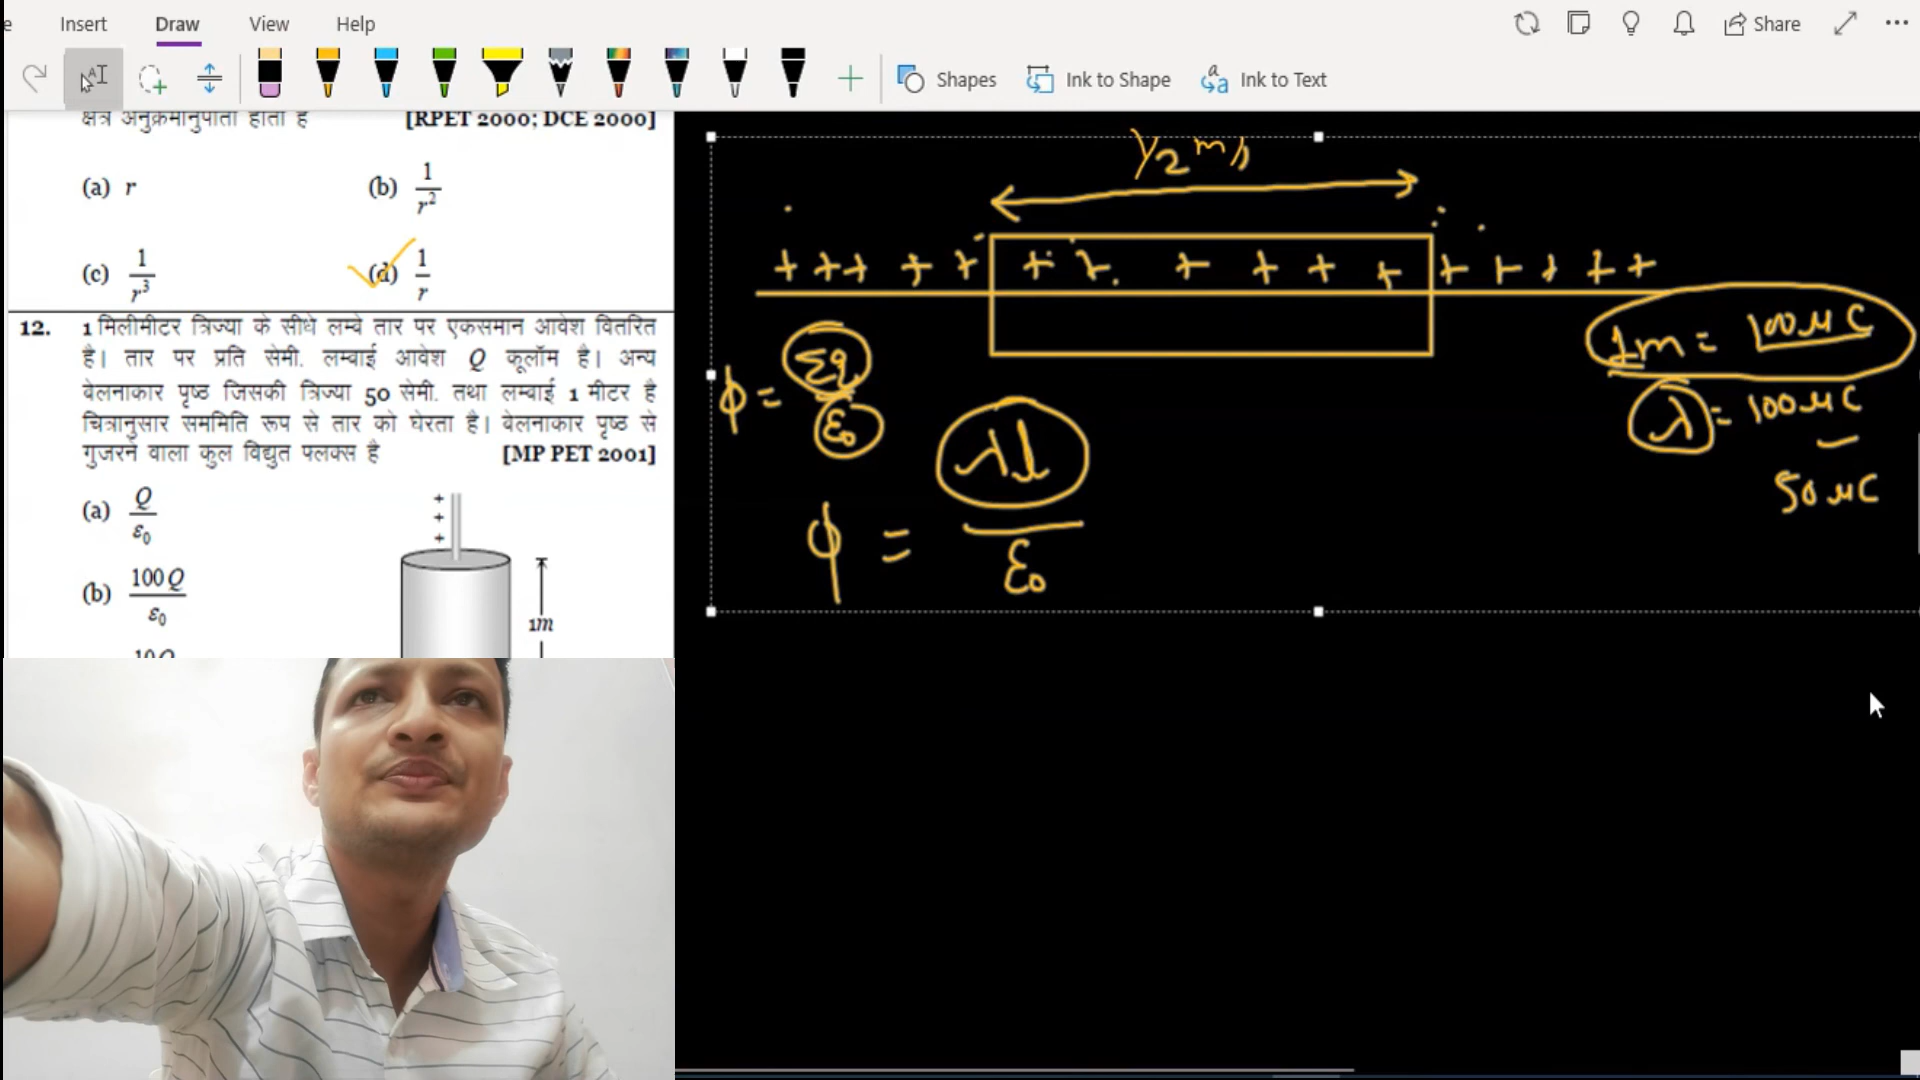 Insert Draw View Help Share
Shapes Ink to Shape Ink to Text
क्षेत्र अनुक्रमानुपाती होता है [RPET 2000; DCE 2000]
(a) r (b) 1/r²
(c) 1/r³ (d) 1/r
12. 1 मिलीमीटर त्रिज्या के सीधे लम्बे तार पर एकसमान आवेश वितरित
है। तार पर प्रति सेमी. लम्बाई आवेश Q कूलॉम है। अन्य
बेलनाकार पृष्ठ जिसकी त्रिज्या 50 सेमी. तथा लम्बाई 1 मीटर है
चित्रानुसार सममिति रूप से तार को घेरता है। बेलनाकार पृष्ठ से
गुजरने वाला कुल विद्युत फ्लक्स है [MP PET 2001]
(a) Q/ε₀
(b) 100Q/ε₀
10Q
+
+
+
1m
1/2 m
+ + + + + + + + + + + + + + + + +
1m = 100 μC
λ = 100 μC
50 μC
ϕ = Σq/ε₀
ϕ = λl/ε₀